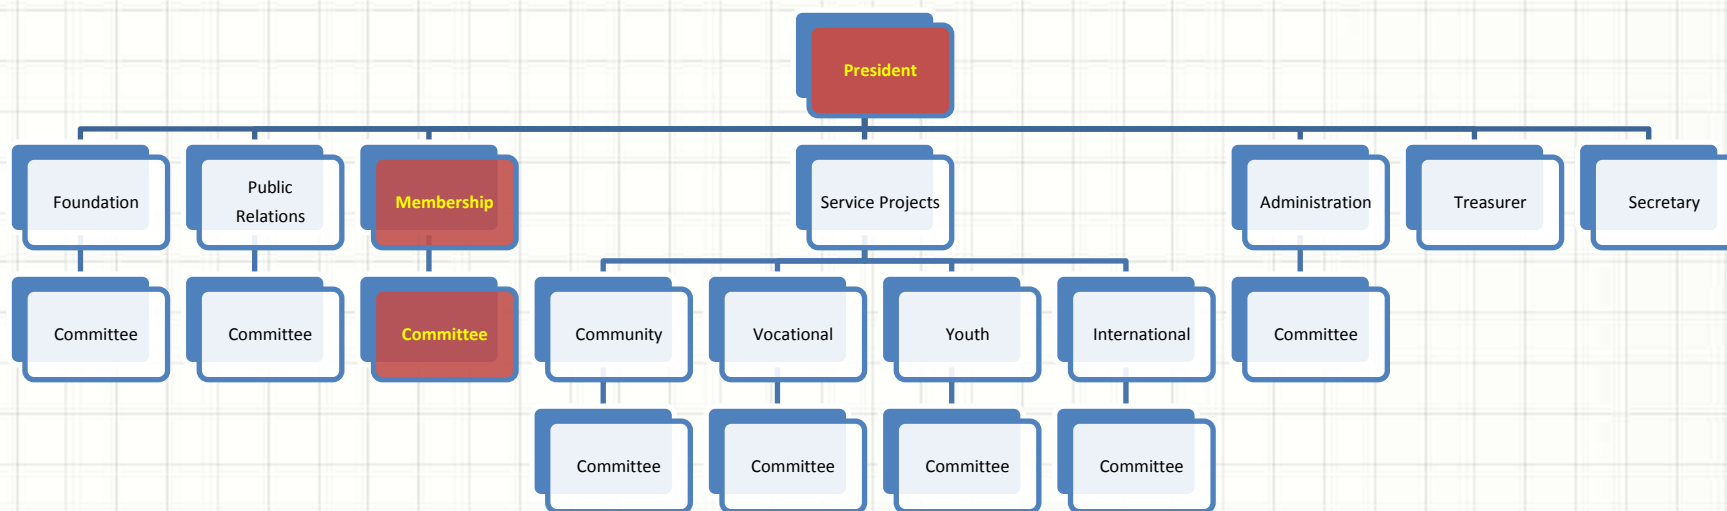 President
Foundation
Public
Relations
Membership
Service Projects
Administration
Treasurer
Secretary
Committee
Committee
Committee
Community
Vocational
Youth
International
Committee
Committee
Committee
Committee
Committee